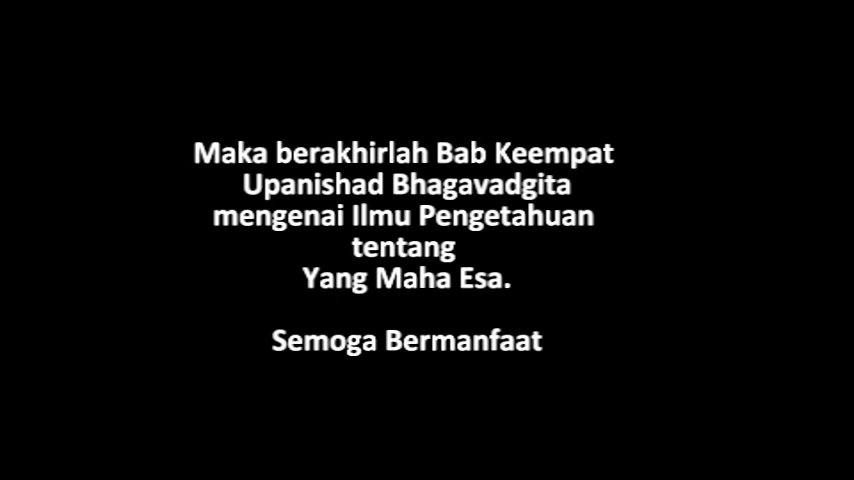 Maka berakhirlah Bab Keempat
Upanishad Bhagavadgita
mengenai Ilmu Pengetahuan
tentang
Yang Maha Esa.
Semoga Bermanfaat